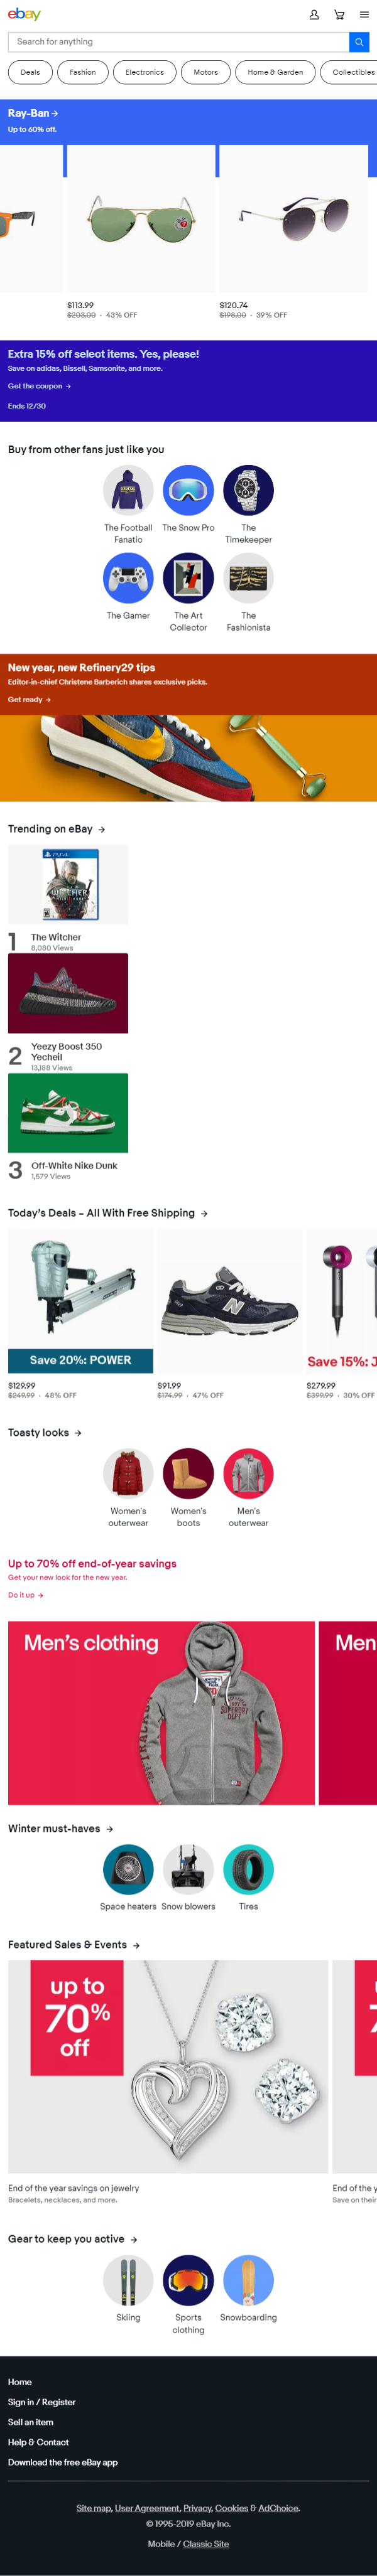 ebay
Search for anything
Deals
Fashion
Electronics
Motors
Home & Garden
Collectibles
Ray-Ban
Up to 60% off.
$113.99
$203.00 · 43% OFF
$120.74
$198.00 · 39% OFF
Extra 15% off select items. Yes, please!
Save on adidas, Bissell, Samsonite, and more.
Get the coupon
Ends 12/30
Buy from other fans just like you
The Football
Fanatic
The Snow Pro
The
Timekeeper
The Gamer
The Art
Collector
The
Fashionista
New year, new Refinery29 tips
Editor-in-chief Christene Barberich shares exclusive picks.
Get ready
Trending on eBay
PS4
WITCHER
1
The Witcher
8,080 Views
2
Yeezy Boost 350
Yecheil
13,188 Views
3
Off-White Nike Dunk
1,579 Views
Today's Deals – All With Free Shipping
Save 20%: POWER
Save 15%: J
$129.99
$249.99 · 48% OFF
$91.99
$174.99 · 47% OFF
$279.99
$399.99 · 30% OFF
Toasty looks
Women's
outerwear
Women's
boots
Men's
outerwear
Up to 70% off end-of-year savings
Get your new look for the new year.
Do it up
Men's clothing
Men
Winter must-haves
Space heaters
Snow blowers
Tires
Featured Sales & Events
up to
70%
off
End of the year savings on jewelry
Bracelets, necklaces, and more.
End of the y
Save on their
Gear to keep you active
Skiing
Sports
clothing
Snowboarding
Home
Sign in / Register
Sell an item
Help & Contact
Download the free eBay app
Site map, User Agreement, Privacy, Cookies & AdChoice.
© 1995-2019 eBay Inc.
Mobile / Classic Site